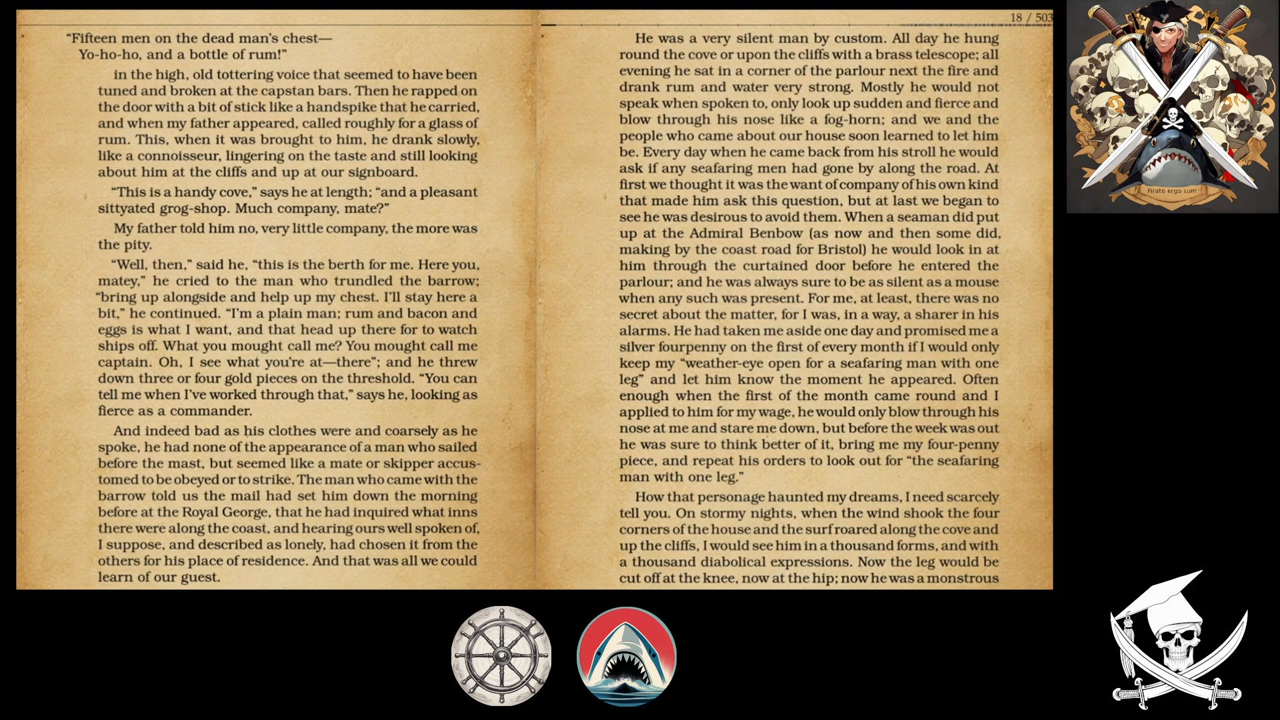 “Fifteen men on the dead man’s chest—
Yo-ho-ho, and a bottle of rum!”
in the high, old tottering voice that seemed to have been
tuned and broken at the capstan bars. Then he rapped on
the door with a bit of stick like a handspike that he carried,
and when my father appeared, called roughly for a glass of
rum. This, when it was brought to him, he drank slowly,
like a connoisseur, lingering on the taste and still looking
about him at the cliffs and up at our signboard.
“This is a handy cove,” says he at length; “and a pleasant
sittyated grog-shop. Much company, mate?”
My father told him no, very little company, the more was
the pity.
“Well, then,” said he, “this is the berth for me. Here you,
matey,” he cried to the man who trundled the barrow;
“bring up alongside and help up my chest. I’ll stay here a
bit,” he continued. “I’m a plain man; rum and bacon and
eggs is what I want, and that head up there for to watch
ships off. What you mought call me? You mought call me
captain. Oh, I see what you’re at—there”; and he threw
down three or four gold pieces on the threshold. “You can
tell me when I’ve worked through that,” says he, looking as
fierce as a commander.
And indeed bad as his clothes were and coarsely as he
spoke, he had none of the appearance of a man who sailed
before the mast, but seemed like a mate or skipper accus-
tomed to be obeyed or to strike. The man who came with the
barrow told us the mail had set him down the morning
before at the Royal George, that he had inquired what inns
there were along the coast, and hearing ours well spoken of,
I suppose, and described as lonely, had chosen it from the
others for his place of residence. And that was all we could
learn of our guest.
18 / 503
He was a very silent man by custom. All day he hung
round the cove or upon the cliffs with a brass telescope; all
evening he sat in a corner of the parlour next the fire and
drank rum and water very strong. Mostly he would not
speak when spoken to, only look up sudden and fierce and
blow through his nose like a fog-horn; and we and the
people who came about our house soon learned to let him
be. Every day when he came back from his stroll he would
ask if any seafaring men had gone by along the road. At
first we thought it was the want of company of his own kind
that made him ask this question, but at last we began to
see he was desirous to avoid them. When a seaman did put
up at the Admiral Benbow (as now and then some did,
making by the coast road for Bristol) he would look in at
him through the curtained door before he entered the
parlour; and he was always sure to be as silent as a mouse
when any such was present. For me, at least, there was no
secret about the matter, for I was, in a way, a sharer in his
alarms. He had taken me aside one day and promised me a
silver fourpenny on the first of every month if I would only
keep my “weather-eye open for a seafaring man with one
leg” and let him know the moment he appeared. Often
enough when the first of the month came round and I
applied to him for my wage, he would only blow through his
nose at me and stare me down, but before the week was out
he was sure to think better of it, bring me my four-penny
piece, and repeat his orders to look out for “the seafaring
man with one leg.”
How that personage haunted my dreams, I need scarcely
tell you. On stormy nights, when the wind shook the four
corners of the house and the surf roared along the cove and
up the cliffs, I would see him in a thousand forms, and with
a thousand diabolical expressions. Now the leg would be
cut off at the knee, now at the hip; now he was a monstrous
Pirato ergo sum